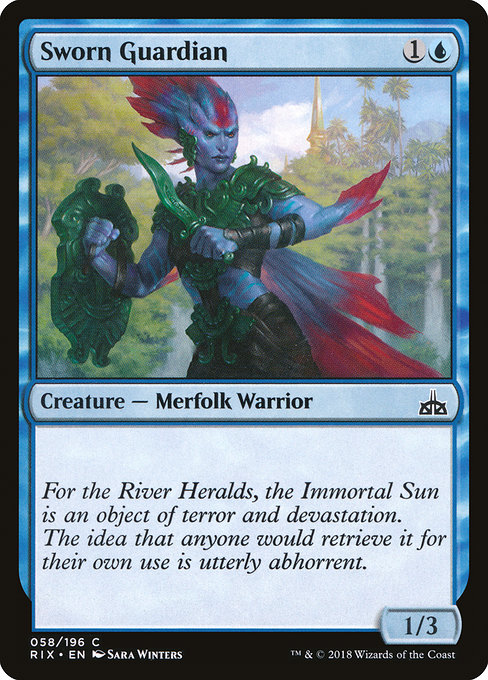 Sworn Guardian 1
Creature — Merfolk Warrior
For the River Heralds, the Immortal Sun
is an object of terror and devastation.
The idea that anyone would retrieve it for
their own use is utterly abhorrent.
1/3
058/196 C
RIX • EN Sara Winters
™ & © 2018 Wizards of the Coast